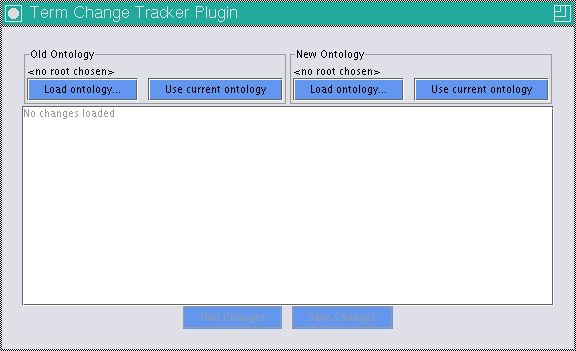 Term Change Tracker Plugin
Old Ontology
<no root chosen>
Load ontology... Use current ontology
New Ontology
<no root chosen>
Load ontology... Use current ontology
No changes loaded
Find Changes Save Changes